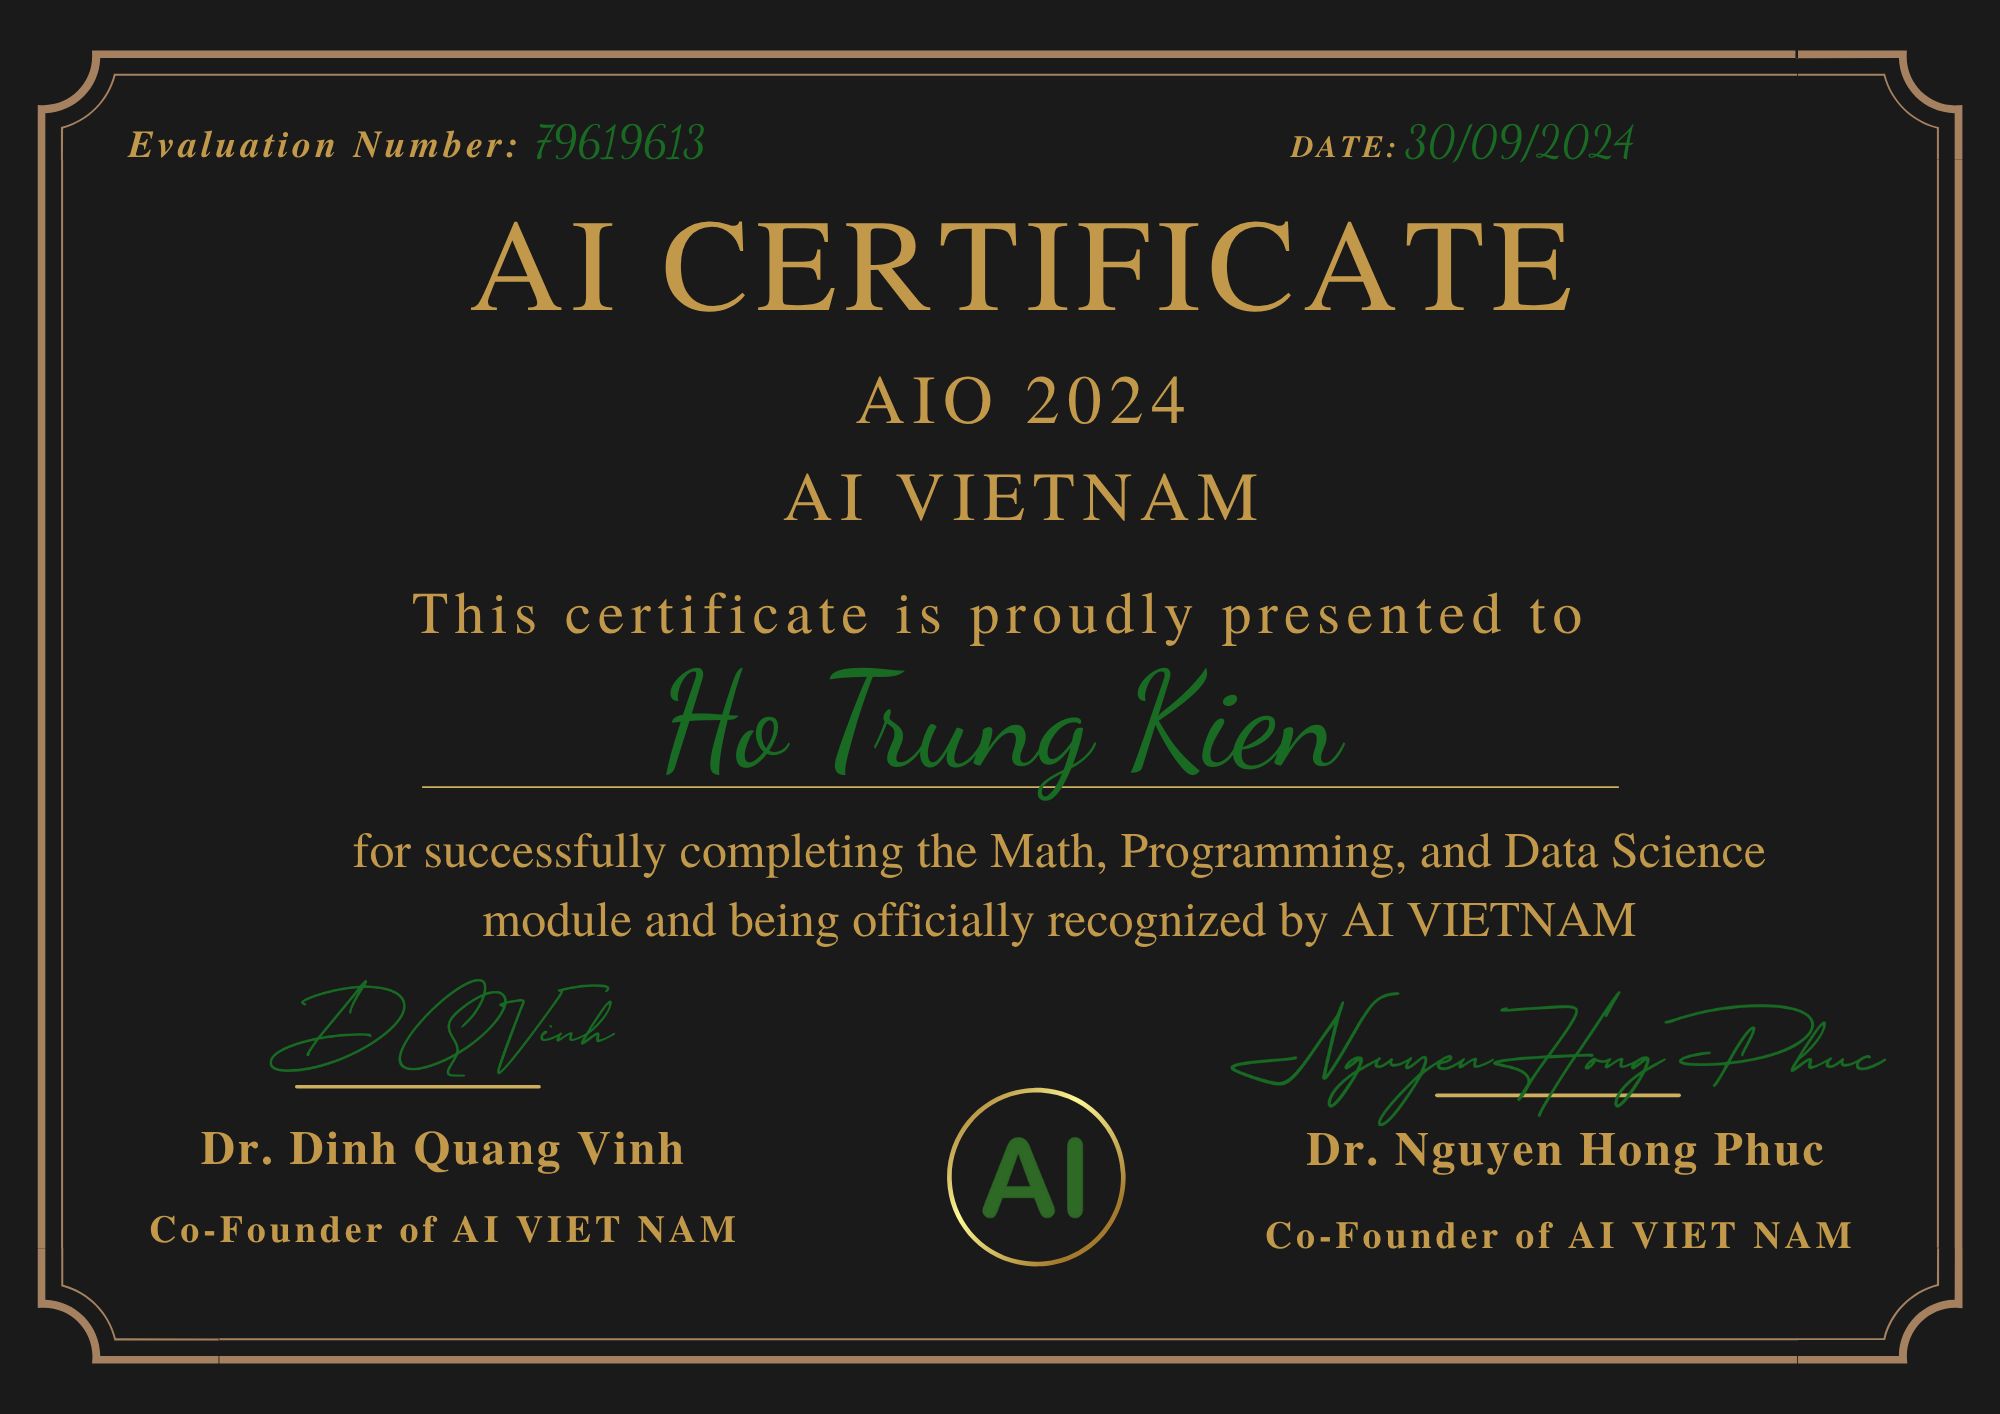 Evaluation Number: 79619613
DATE: 30/09/2024
AI CERTIFICATE
AIO 2024
AI VIETNAM
This certificate is proudly presented to
Ho Trung Kien
for successfully completing the Math, Programming, and Data Science
module and being officially recognized by AI VIETNAM
DQVinh
Nguyen Hong Phuc
Dr. Dinh Quang Vinh
Dr. Nguyen Hong Phuc
Co-Founder of AI VIET NAM
Co-Founder of AI VIET NAM
AI